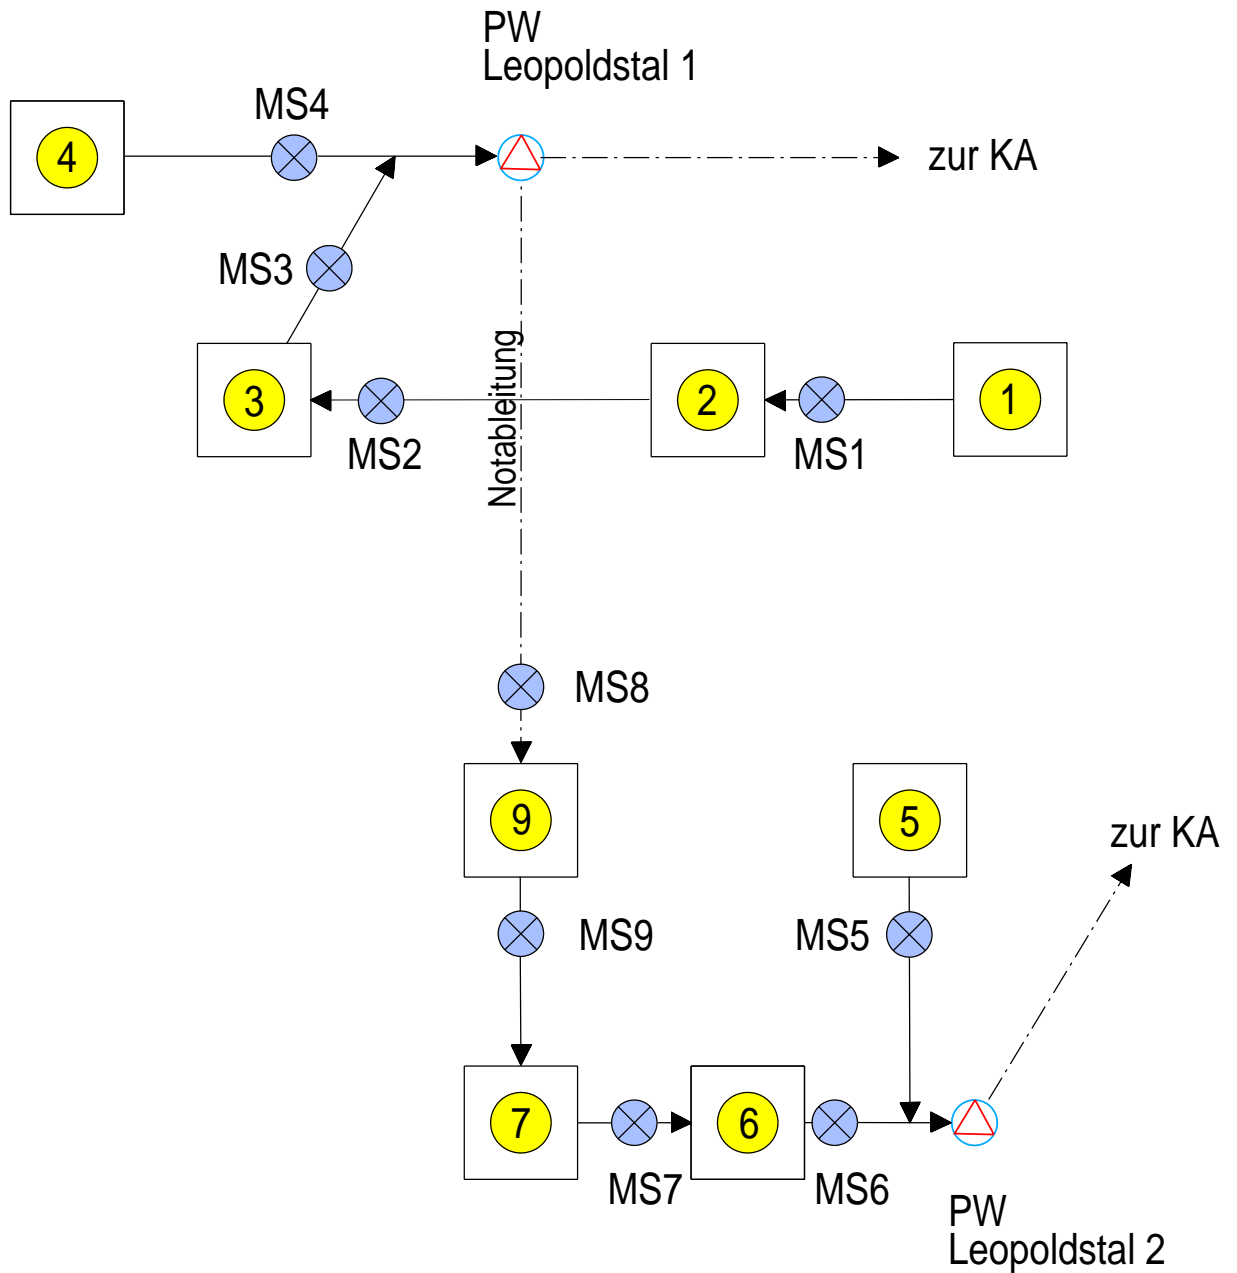 PW
Leopoldstal 1
MS4
4
zur KA
MS3
Notableitung
3
2
1
MS2
MS1
MS8
9
5
zur KA
MS9
MS5
7
6
MS7
MS6
PW
Leopoldstal 2